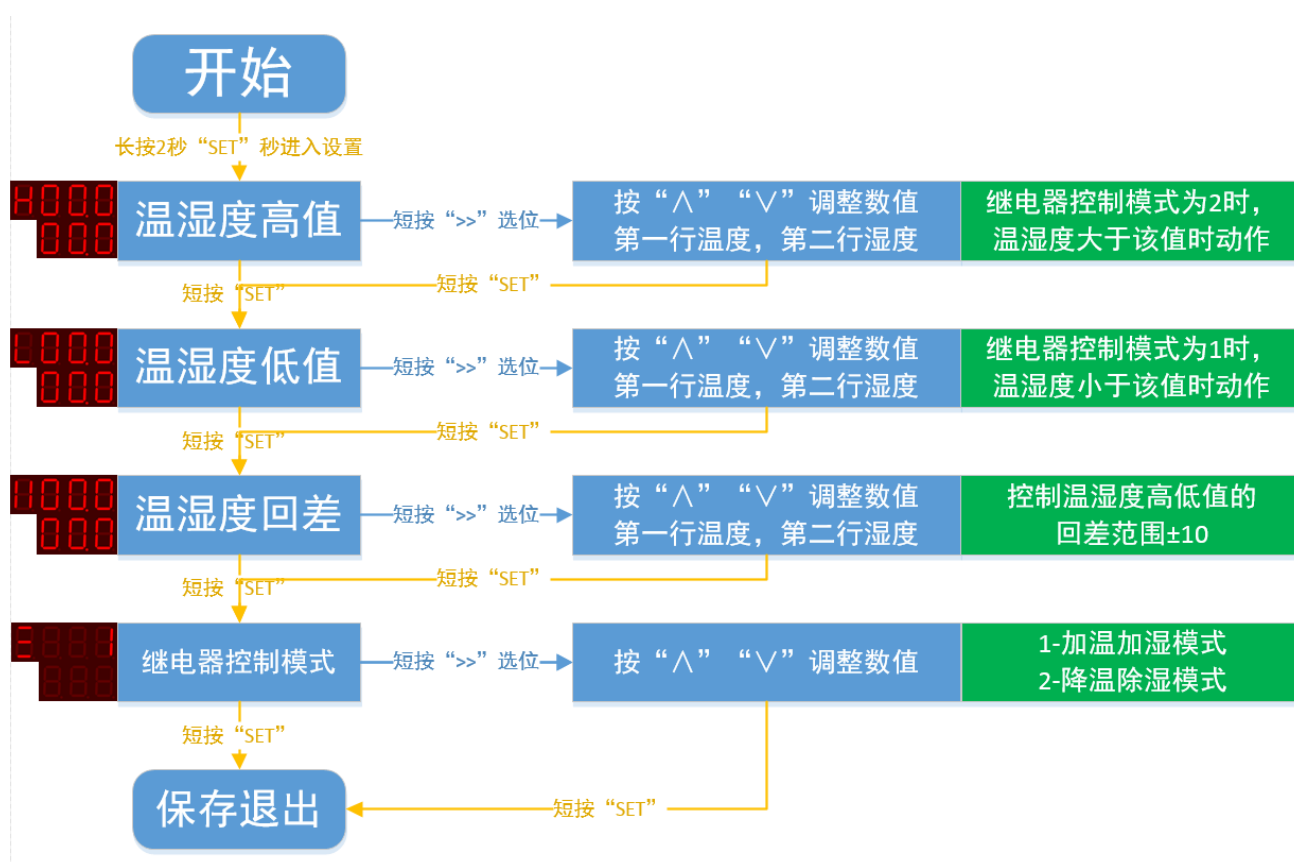 开始
长按2秒“SET”秒进入设置
H00.0
00.0
温湿度高值
短按“>>”选位
按“∧”“∨”调整数值
第一行温度，第二行湿度
继电器控制模式为2时，
温湿度大于该值时动作
短按“SET”
短按“SET”
L00.0
00.0
温湿度低值
短按“>>”选位
按“∧”“∨”调整数值
第一行温度，第二行湿度
继电器控制模式为1时，
温湿度小于该值时动作
短按“SET”
短按“SET”
00.0
00.0
温湿度回差
短按“>>”选位
按“∧”“∨”调整数值
第一行温度，第二行湿度
控制温湿度高低值的
回差范围±10
短按“SET”
短按“SET”
1
继电器控制模式
短按“>>”选位
按“∧”“∨”调整数值
1-加温加湿模式
2-降温除湿模式
短按“SET”
保存退出
短按“SET”